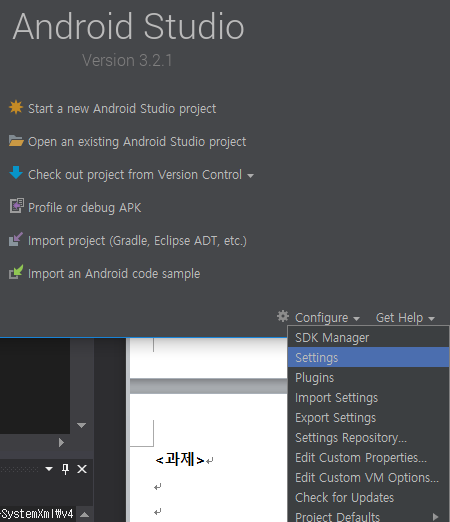 Android Studio
Version 3.2.1
Start a new Android Studio project
Open an existing Android Studio project
Check out project from Version Control
Profile or debug APK
Import project (Gradle, Eclipse ADT, etc.)
Import an Android code sample
Configure Get Help
SDK Manager
Settings
Plugins
Import Settings
Export Settings
Settings Repository...
Edit Custom Properties...
Edit Custom VM Options...
Check for Updates
Project Defaults
<과제>
SystemXml₩v4